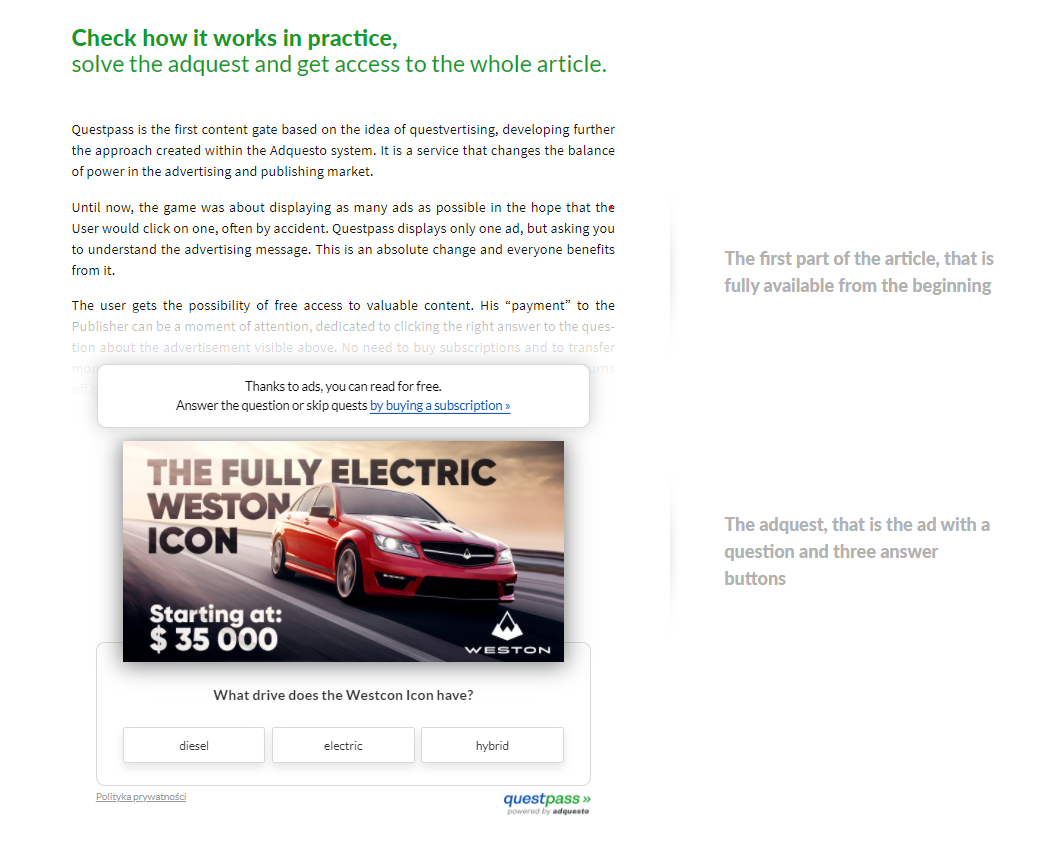 Check how it works in practice,
solve the adquest and get access to the whole article.
Questpass is the first content gate based on the idea of questvertising, developing further
the approach created within the Adquesto system. It is a service that changes the balance
of power in the advertising and publishing market.
Until now, the game was about displaying as many ads as possible in the hope that the
User would click on one, often by accident. Questpass displays only one ad, but asking you
to understand the advertising message. This is an absolute change and everyone benefits
from it.
The user gets the possibility of free access to valuable content. His “payment” to the
Publisher can be a moment of attention, dedicated to clicking the right answer to the ques-
tion about the advertisement visible above. No need to buy subscriptions and to transfer
The first part of the article, that is
fully available from the beginning
Thanks to ads, you can read for free.
Answer the question or skip quests by buying a subscription »
THE FULLY ELECTRIC
WESTON
ICON
Starting at:
$ 35 000
WESTON
The adquest, that is the ad with a
question and three answer
buttons
What drive does the Westcon Icon have?
diesel
electric
hybrid
Polityka prywatności
questpass »
powered by adquesto